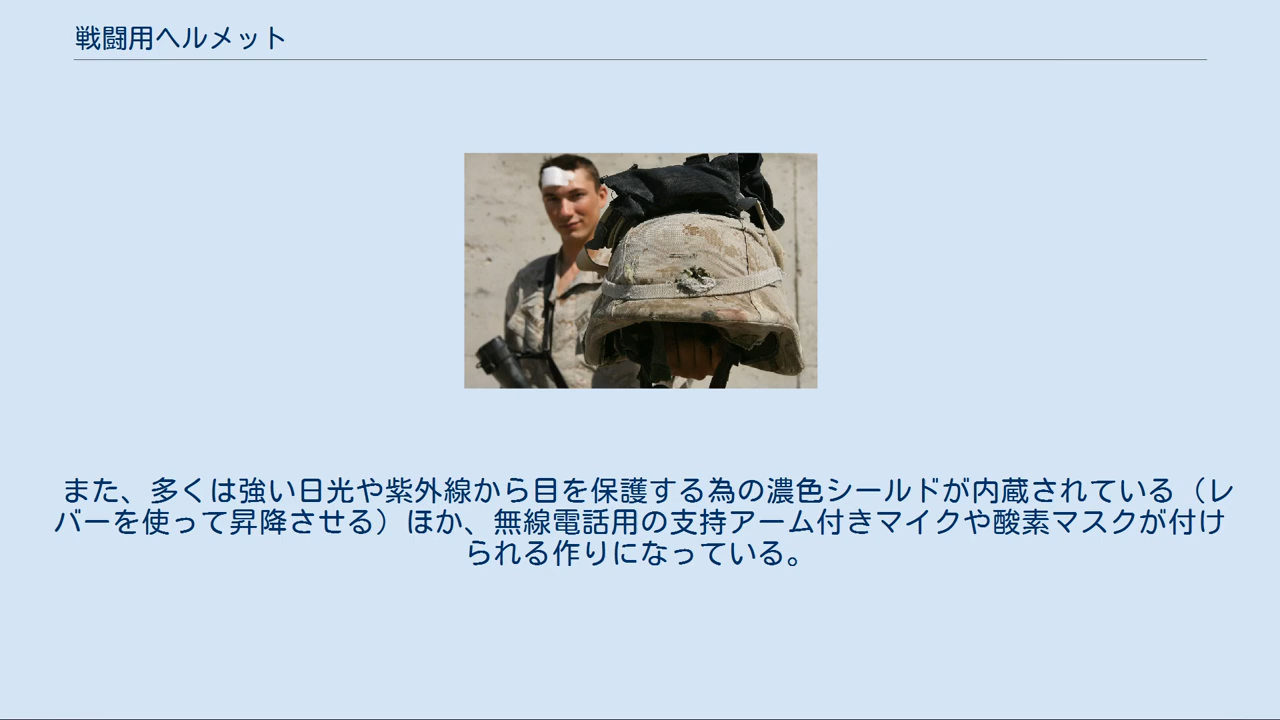 戦闘用ヘルメット
また、多くは強い日光や紫外線から目を保護する為の濃色シールドが内蔵されている（レ
バーを使って昇降させる）ほか、無線電話用の支持アーム付きマイクや酸素マスクが付け
られる作りになっている。